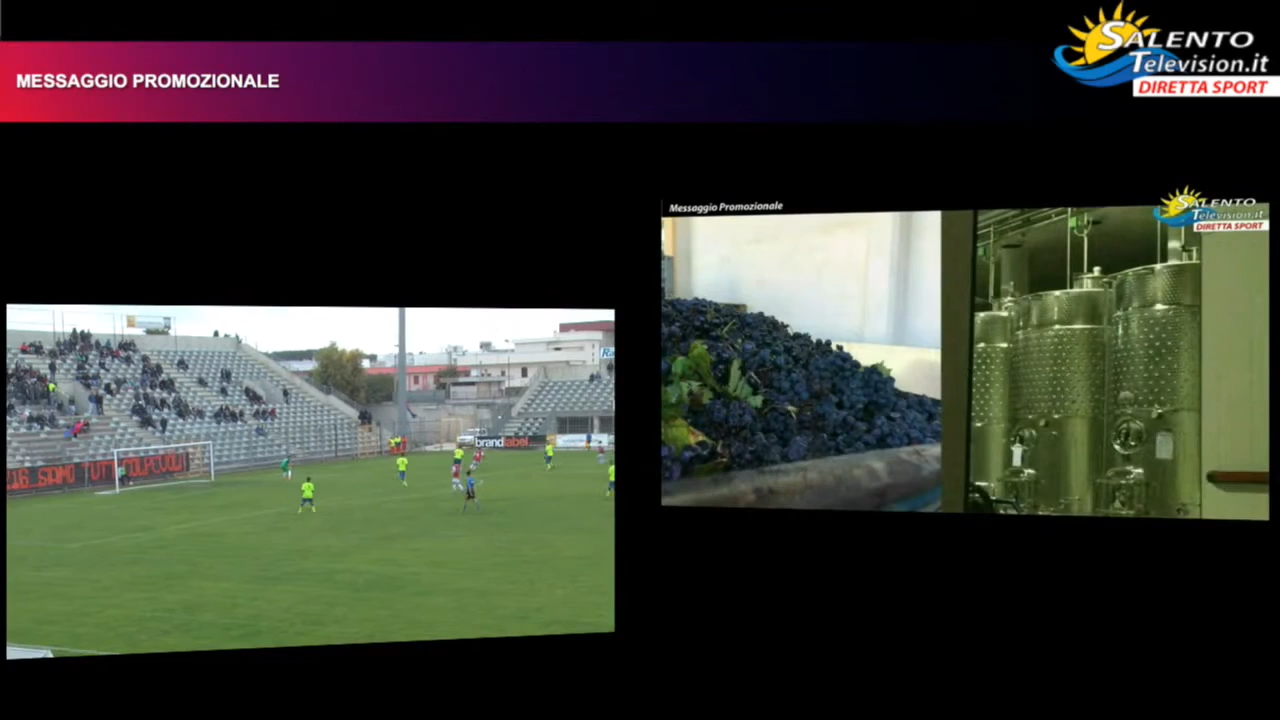 SALENTO
Television.it
DIRETTA SPORT
MESSAGGIO PROMOZIONALE
Messaggio Promozionale
SALENTO
Television.it
DIRETTA SPORT
brandlabel